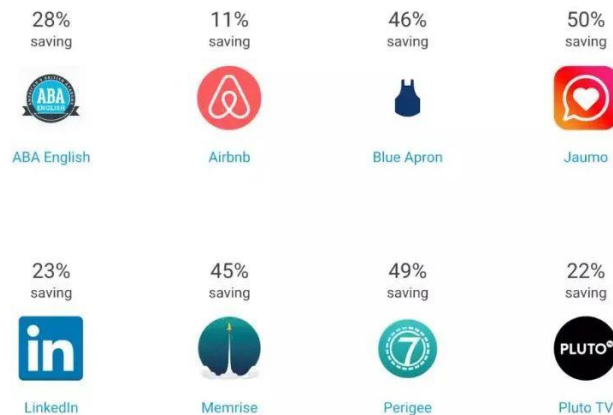 28%
saving
ABA
ENGLISH
ABA English
11%
saving
Airbnb
46%
saving
Blue Apron
50%
saving
Jaumo
23%
saving
in
LinkedIn
45%
saving
Memrise
49%
saving
7
Perigee
22%
saving
PLUTO
Pluto TV